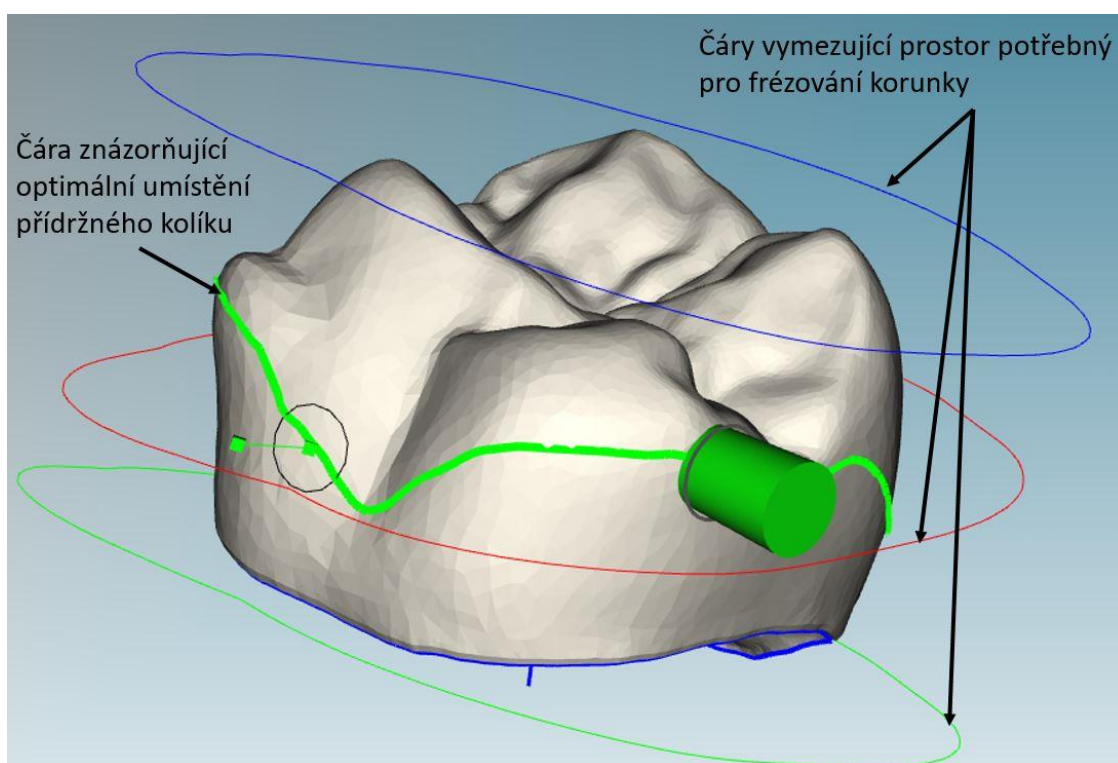 Čáry vymezující prostor potřebný
pro frézování korunky
Čára znázorňující
optimální umístění
přídržného kolíku